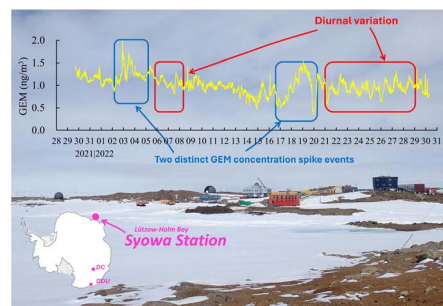 Diurnal variation
GEM (ng/m³)
2.0
1.5
1.0
0.5
0.0
28 29 30 31 01 02 03 04 05 06 07 08 09 10 11 12 13 14 15 16 17 18 19 20 21 22 23 24 25 26 27 28 29 30 31
2021|2022
Two distinct GEM concentration spike events
Lützow-Holm Bay
Syowa Station
DC
DDU